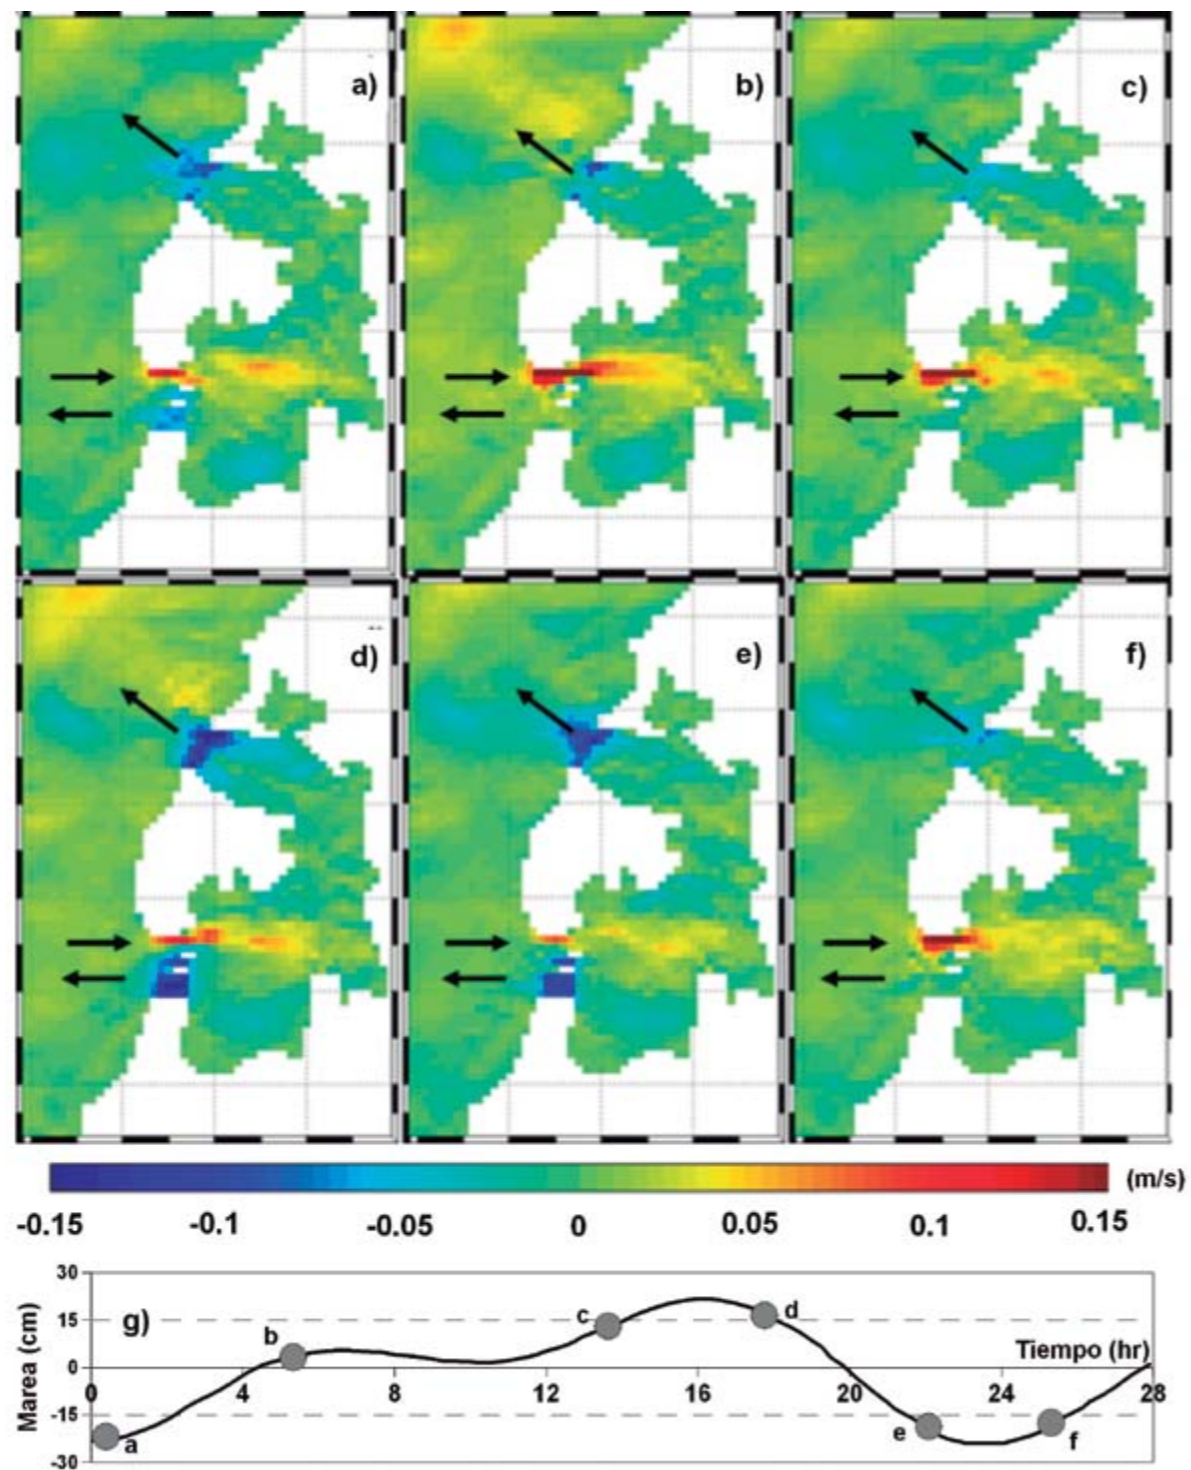 a)
b)
c)
d)
e)
f)
(m/s)
-0.15 -0.1 -0.05 0 0.05 0.1 0.15
30
15
0
-15
-30
Marea (cm)
g)
a
b
c
d
e
f
Tiempo (hr)
0 4 8 12 16 20 24 28